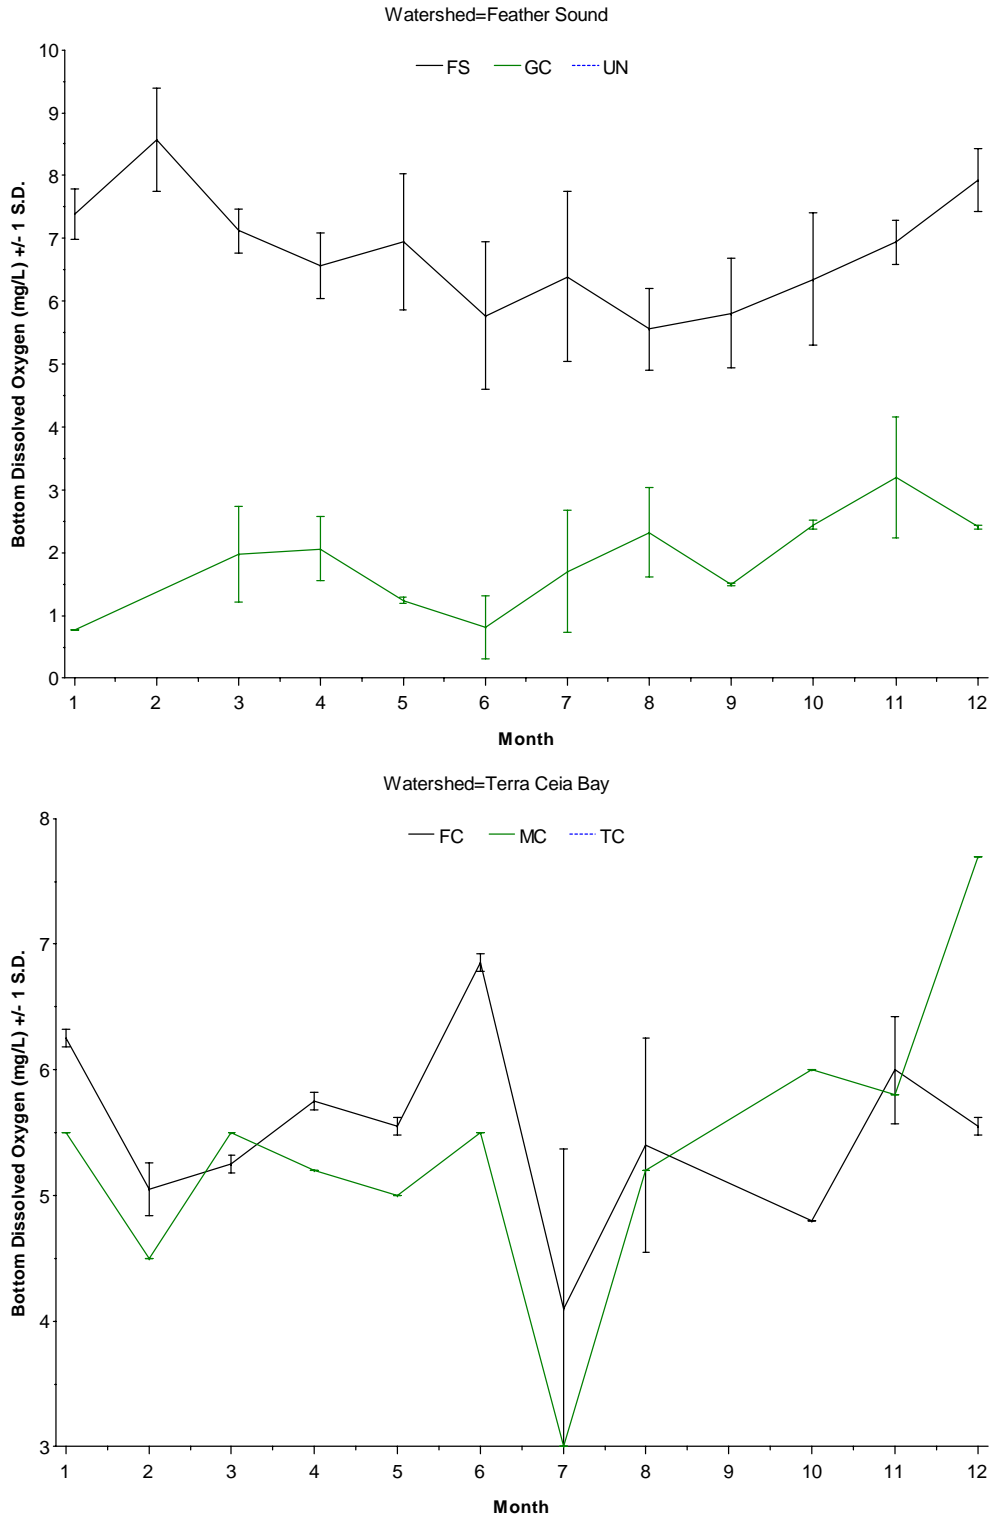 Watershed=Feather Sound
FS GC UN
Bottom Dissolved Oxygen (mg/L) +/- 1 S.D.
10
9
8
7
6
5
4
3
2
1
0
1 2 3 4 5 6 7 8 9 10 11 12
Month
Watershed=Terra Ceia Bay
FC MC TC
Bottom Dissolved Oxygen (mg/L) +/- 1 S.D.
8
7
6
5
4
3
1 2 3 4 5 6 7 8 9 10 11 12
Month